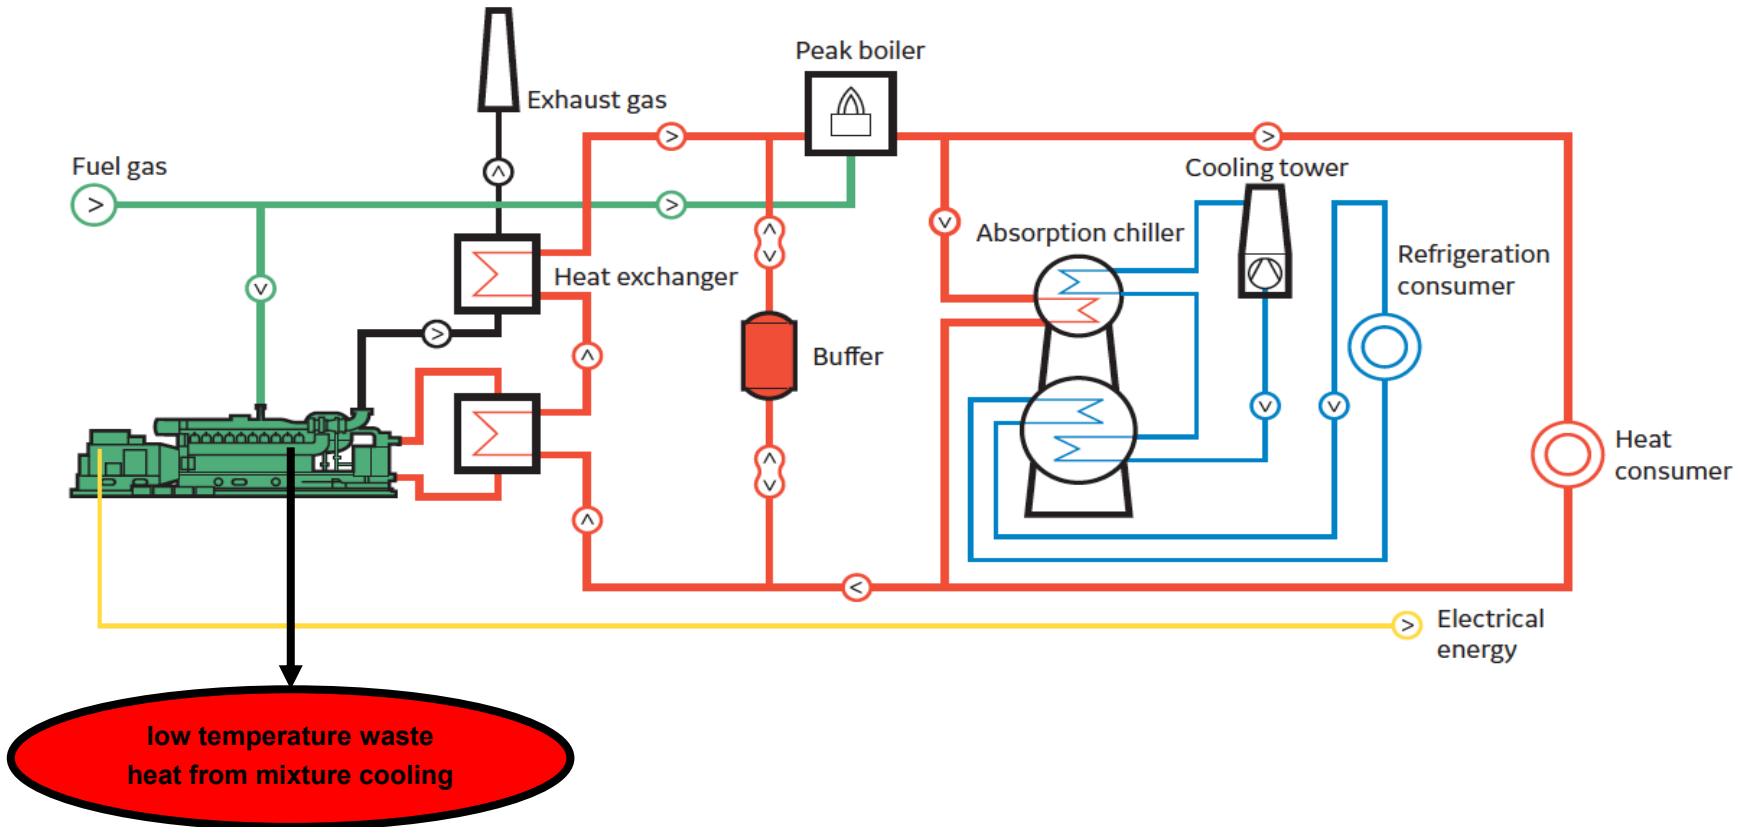 Peak boiler
Exhaust gas
Fuel gas
Cooling tower
Absorption chiller
Refrigeration
consumer
Heat exchanger
Buffer
Heat
consumer
Electrical
energy
low temperature waste
heat from mixture cooling